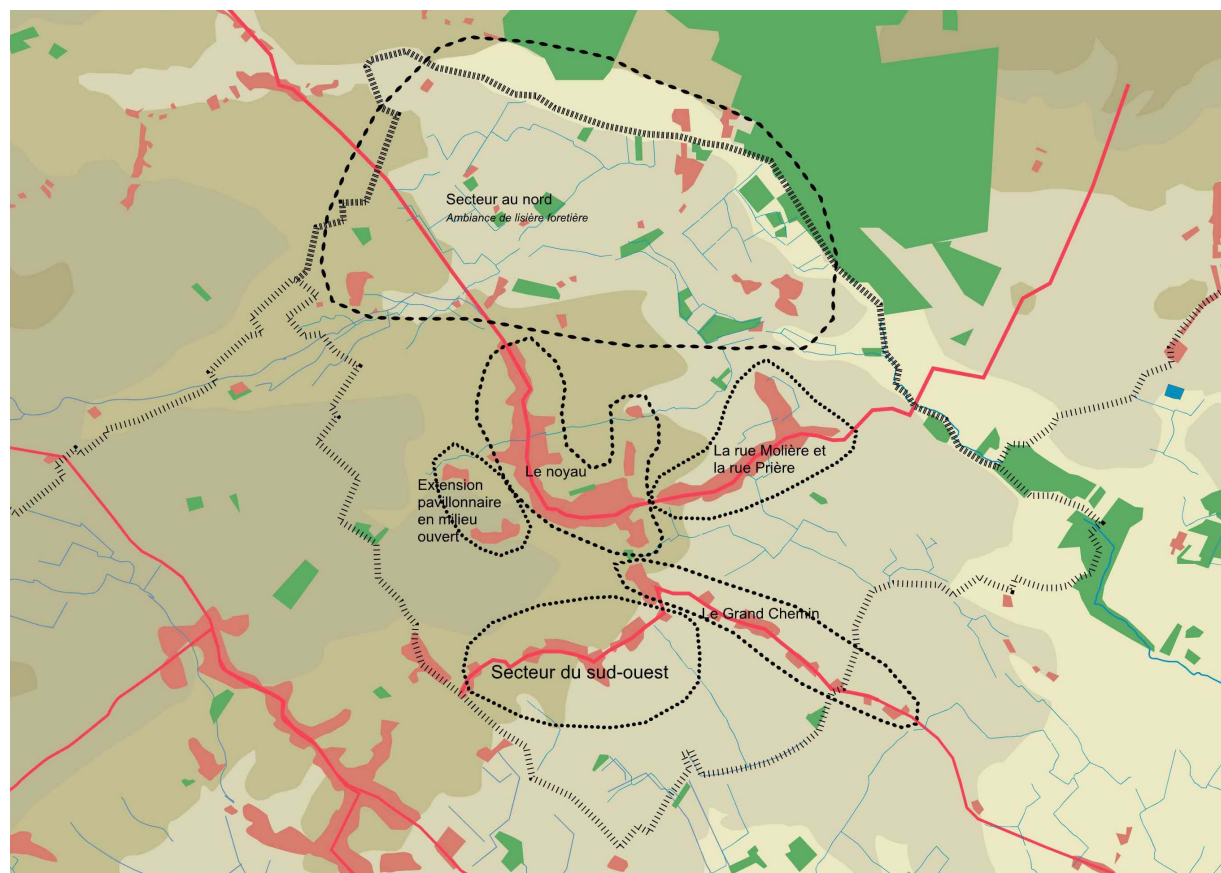 Secteur au nord
Ambiance de lisière foretière
La rue Molière et
la rue Prière
Le noyau
Extension
pavillonnaire
en milieu
ouvert
Le Grand Chemin
Secteur du sud-ouest